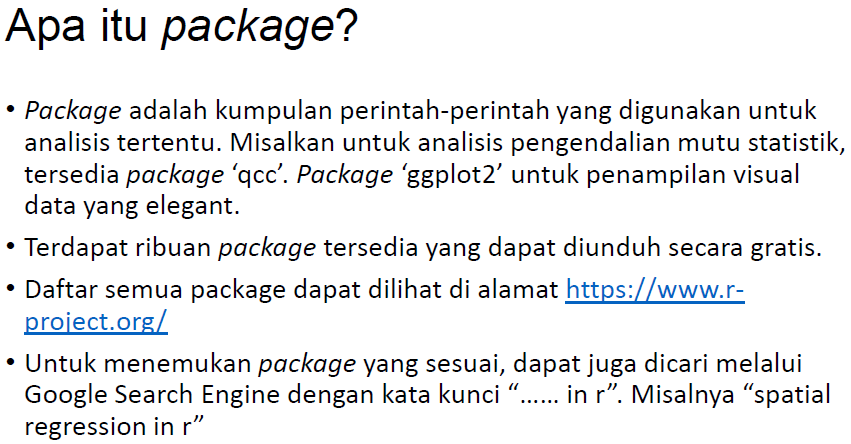 Apa itu package?
• Package adalah kumpulan perintah-perintah yang digunakan untuk
analisis tertentu. Misalkan untuk analisis pengendalian mutu statistik,
tersedia package ‘qcc’. Package ‘ggplot2’ untuk penampilan visual
data yang elegant.
• Terdapat ribuan package tersedia yang dapat diunduh secara gratis.
• Daftar semua package dapat dilihat di alamat https://www.r-
project.org/
• Untuk menemukan package yang sesuai, dapat juga dicari melalui
Google Search Engine dengan kata kunci “…… in r”. Misalnya “spatial
regression in r”